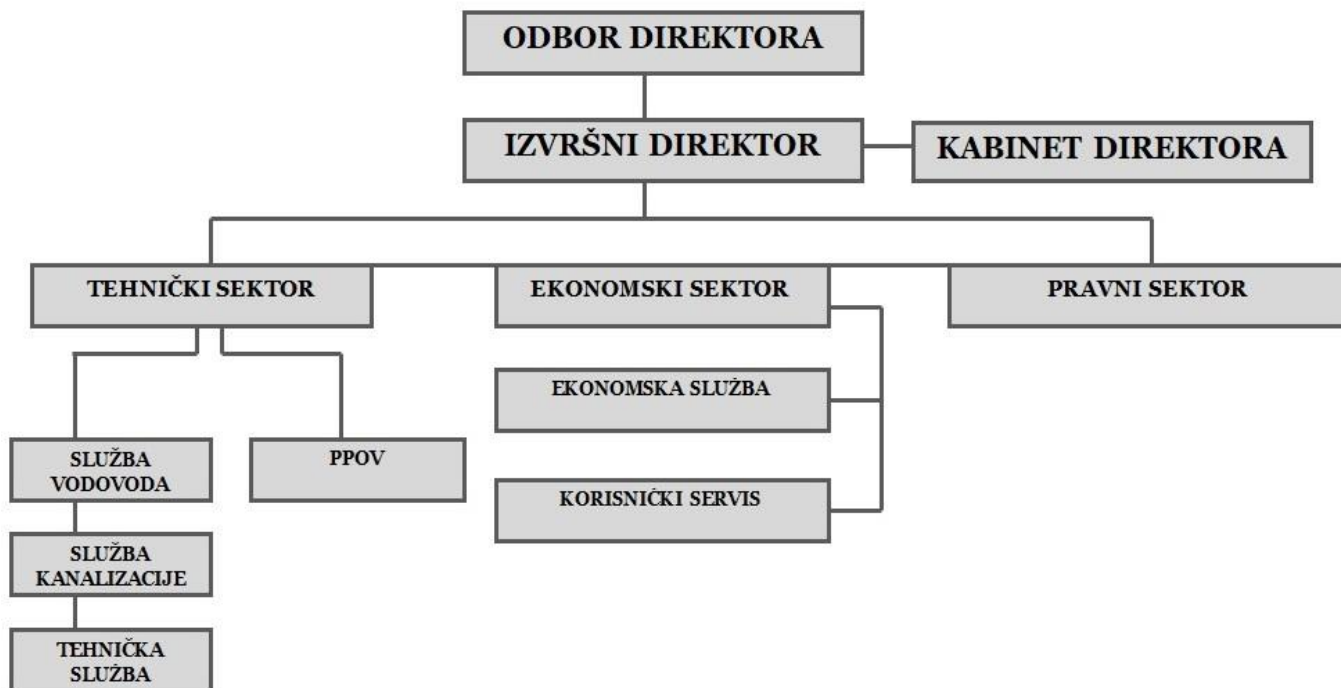 ODBOR DIREKTORA
IZVRŠNI DIREKTOR
KABINET DIREKTORA
TEHNIČKI SEKTOR
EKONOMSKI SEKTOR
PRAVNI SEKTOR
EKONOMSKA SLUŽBA
SLUŽBA
VODOVODA
PPOV
KORISNIČKI SERVIS
SLUŽBA
KANALIZACIJE
TEHNIČKA
SLUŽBA